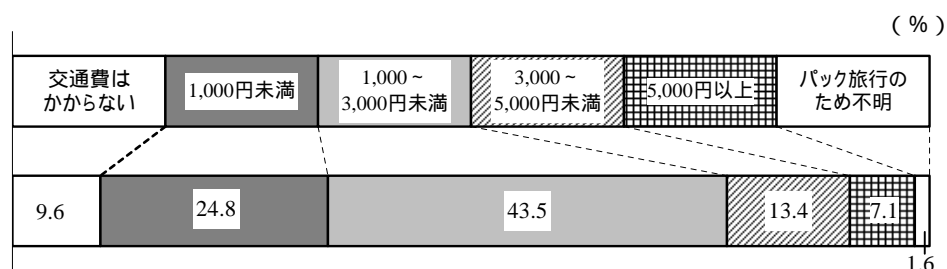 (%)
交通費は
かからない
1,000円未満
1,000~
3,000円未満
3,000~
5,000円未満
5,000円以上
パック旅行の
ため不明
9.6
24.8
43.5
13.4
7.1
1.6